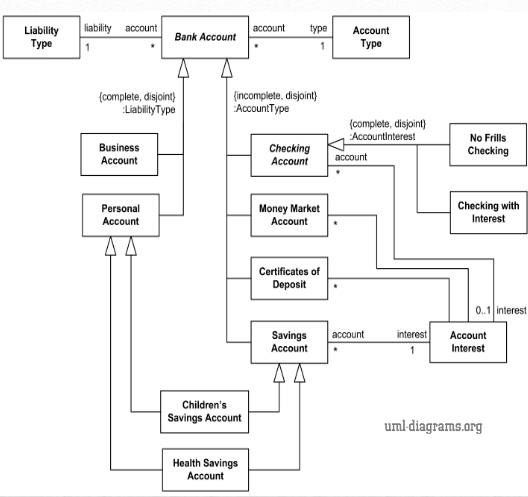 Liability
Type
liability
account
1
*
Bank Account
account
type
*
1
Account
Type
{complete, disjoint}
:LiabilityType
{incomplete, disjoint}
:AccountType
{complete, disjoint}
:AccountInterest
Business
Account
Checking
Account
account
*
No Frills
Checking
Personal
Account
Money Market
Account
*
Checking with
Interest
Certificates of
Deposit
*
0..1 interest
Savings
Account
account
interest
*
1
Account
Interest
Children's
Savings Account
uml-diagrams.org
Health Savings
Account